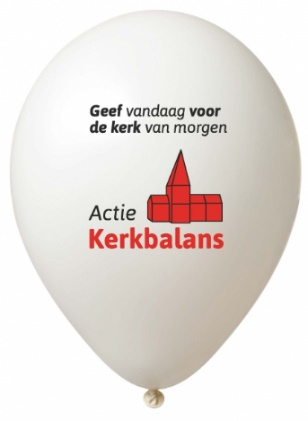 Geef vandaag voor
de kerk van morgen
Actie
Kerkbalans